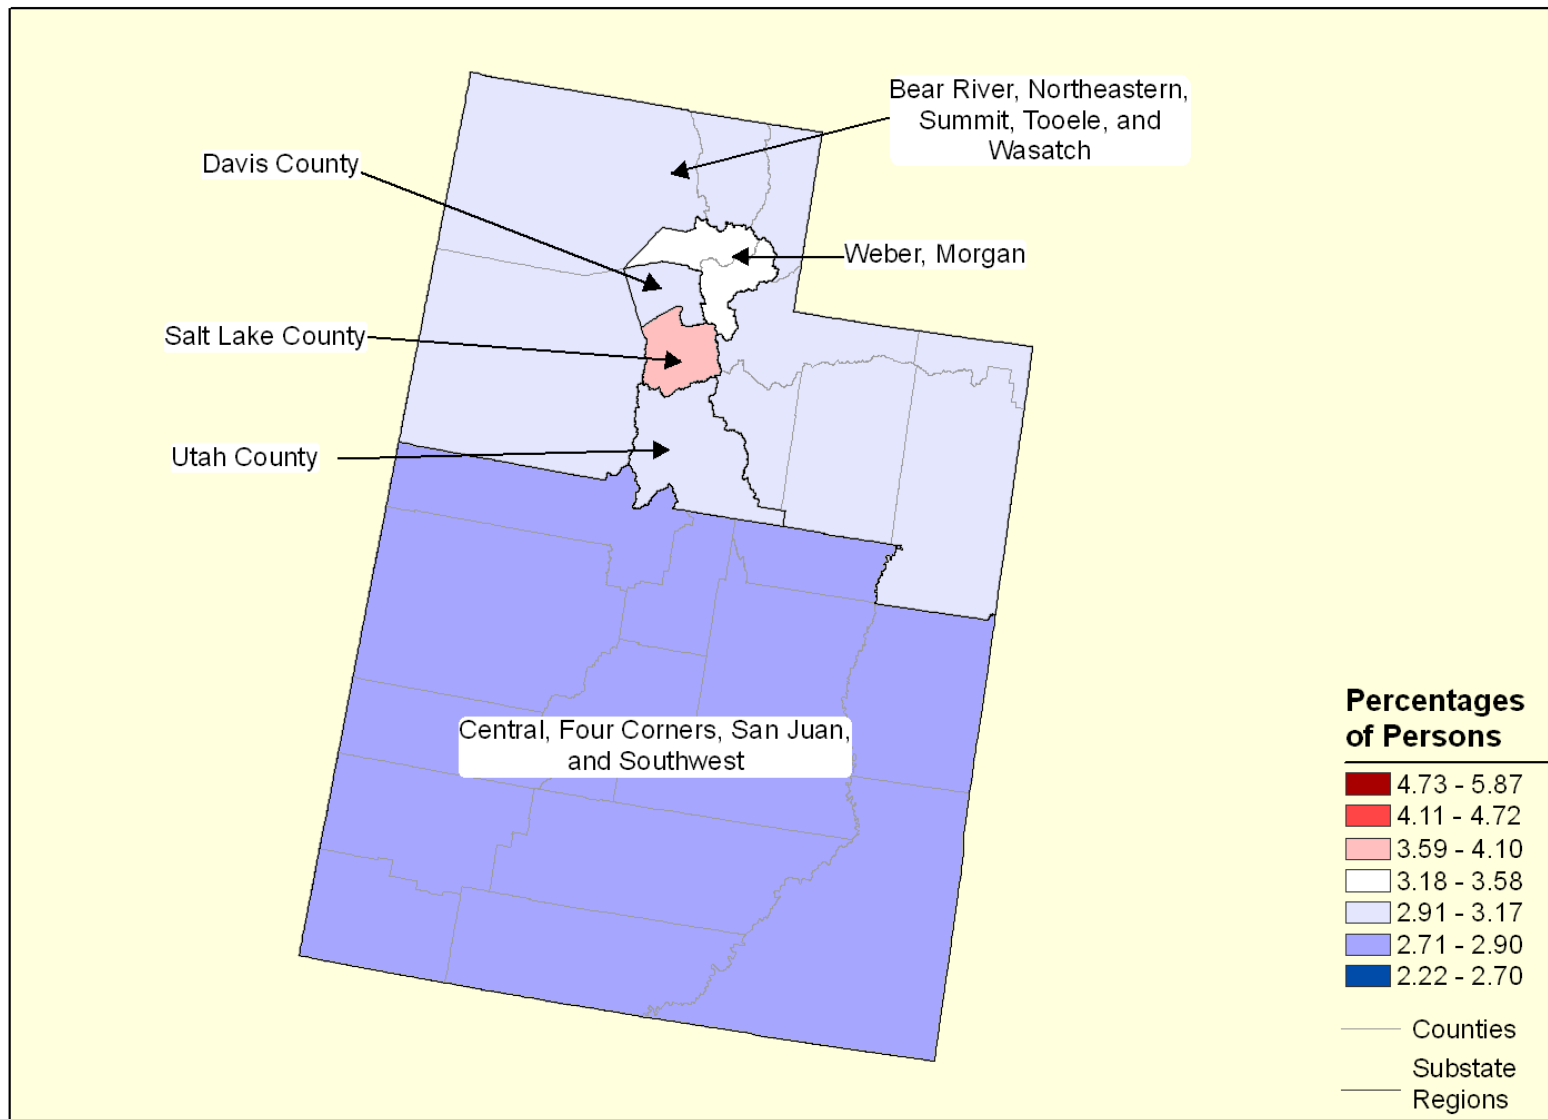 Bear River, Northeastern,
Summit, Tooele, and
Wasatch
Davis County
Weber, Morgan
Salt Lake County
Utah County
Central, Four Corners, San Juan,
and Southwest
Percentages
of Persons
4.73 - 5.87
4.11 - 4.72
3.59 - 4.10
3.18 - 3.58
2.91 - 3.17
2.71 - 2.90
2.22 - 2.70
Counties
Substate
Regions